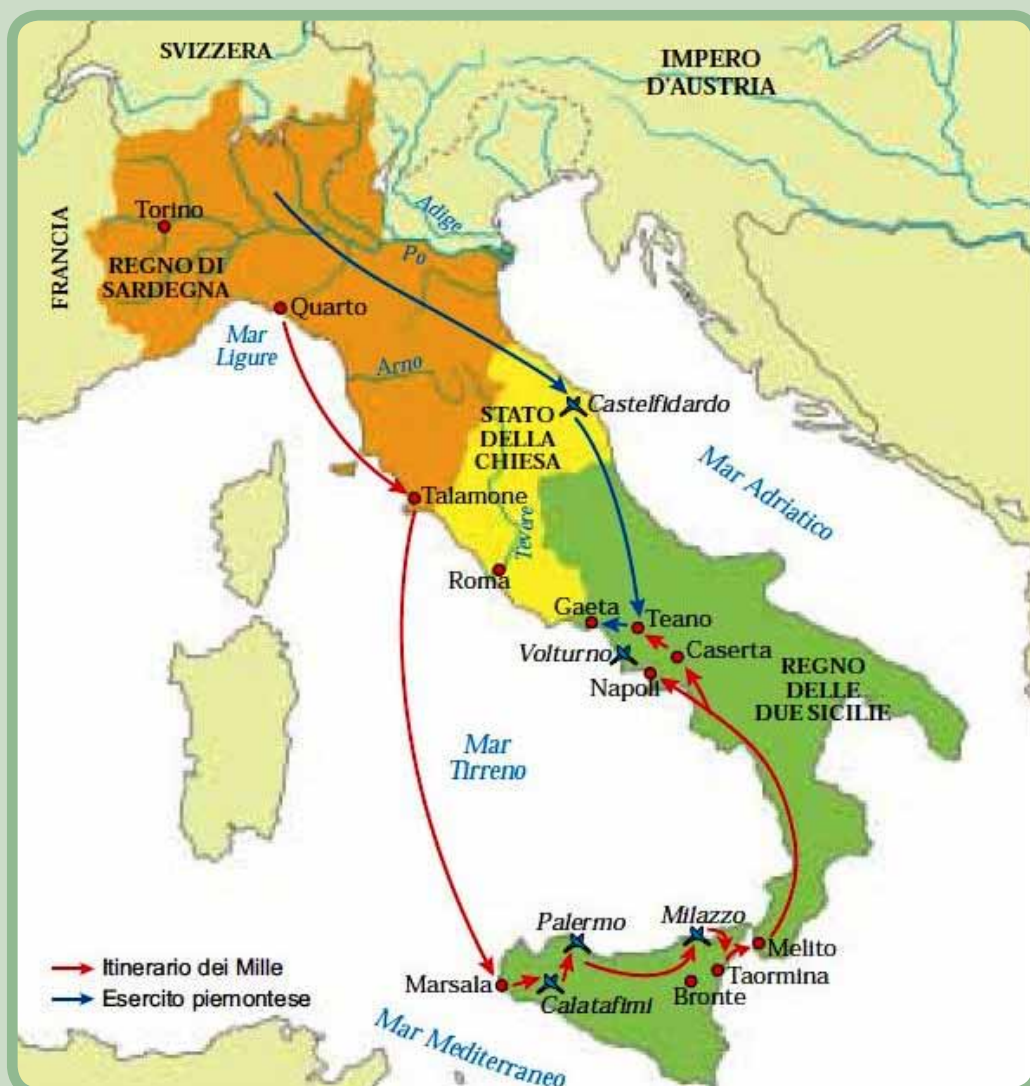 SVIZZERA
IMPERO
D'AUSTRIA
FRANCIA
Torino
Adige
Po
REGNO DI
SARDEGNA
Quarto
Mar
Ligure
Arno
Castelfidardo
STATO
DELLA
CHIESA
Mar Adriatico
Talamone
Tevere
Roma
Gaeta
Teano
Volturno
Caserta
Napoli
REGNO
DELLE
DUE SICILIE
Mar
Tirreno
Palermo
Milazzo
Melito
Itinerario dei Mille
Marsala
Taormina
Esercito piemontese
Calatafimi
Bronte
Mar Mediterraneo